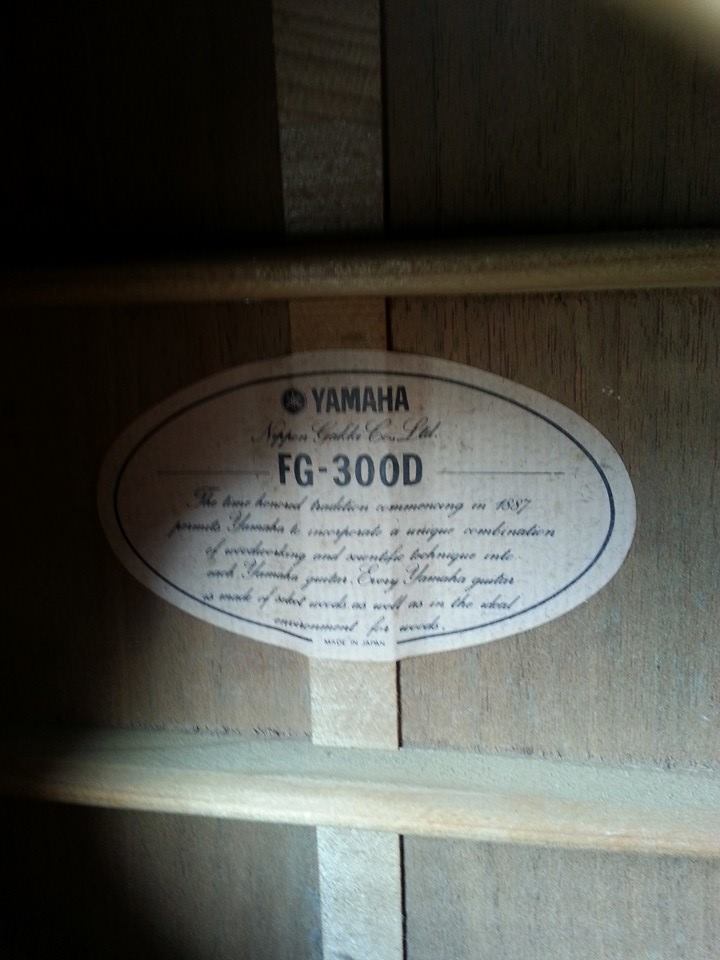 YAMAHA
Nippon Gakki Co., Ltd.
FG-300D
The time honored tradition commencing in 1887
permits Yamaha to incorporate a unique combination
of woodworking and scientific technique into
each Yamaha guitar. Every Yamaha guitar
is made of select woods as well as in the ideal
environment for woods.
MADE IN JAPAN